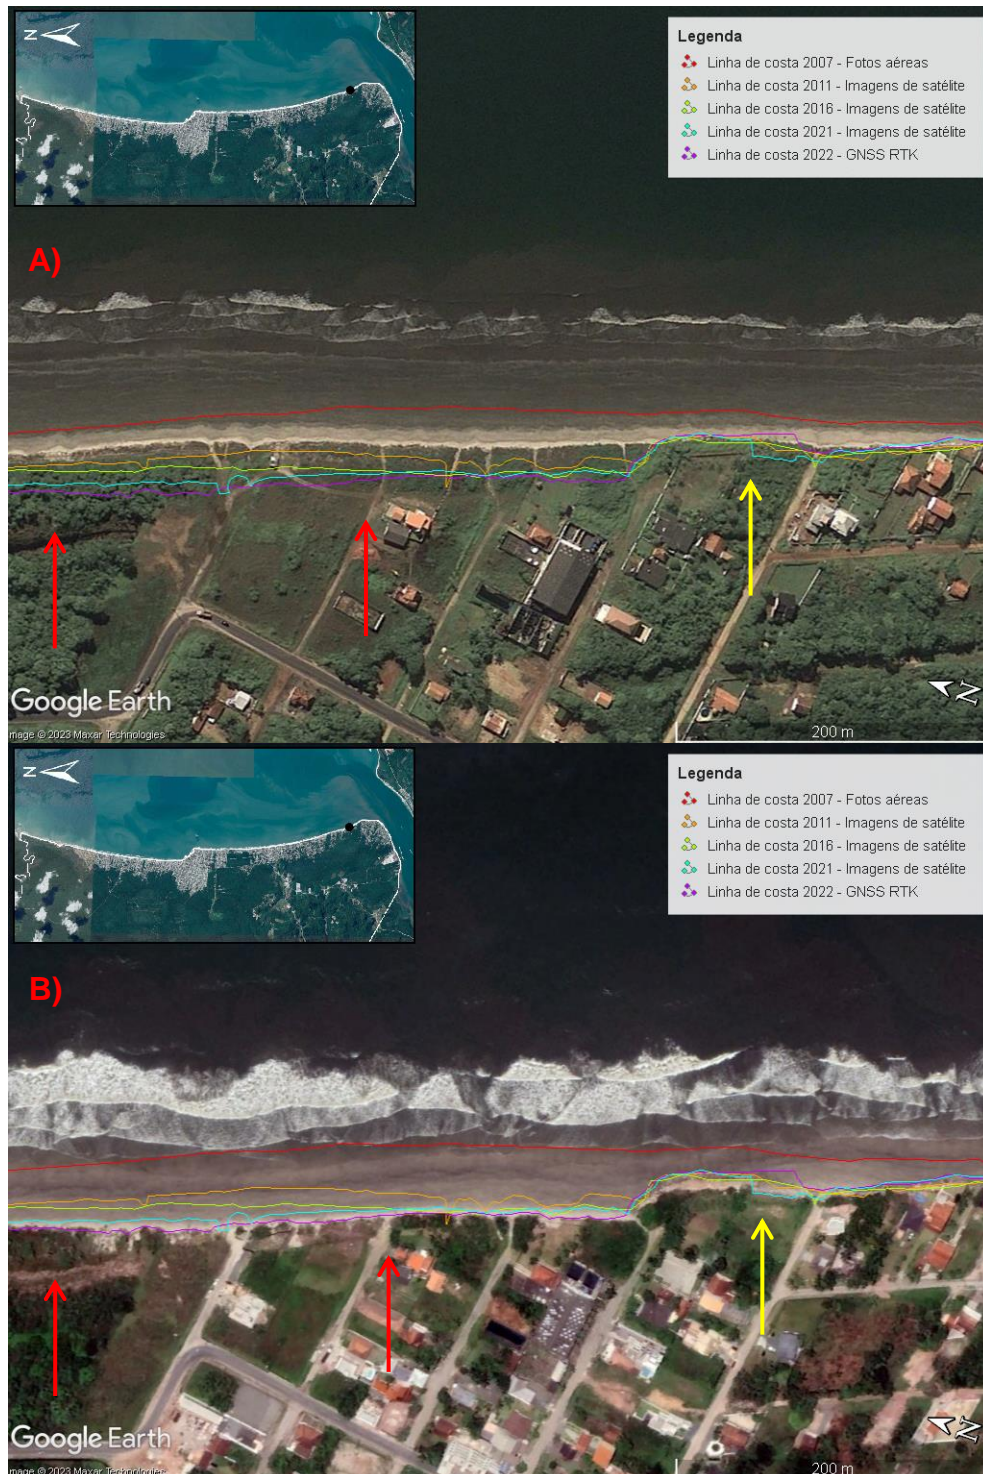 N
Legenda
Linha de costa 2007 - Fotos aéreas
Linha de costa 2011 - Imagens de satélite
Linha de costa 2016 - Imagens de satélite
Linha de costa 2021 - Imagens de satélite
Linha de costa 2022 - GNSS RTK
A)
Google Earth
mage © 2023 Maxar Technologies
N
200 m
N
Legenda
Linha de costa 2007 - Fotos aéreas
Linha de costa 2011 - Imagens de satélite
Linha de costa 2016 - Imagens de satélite
Linha de costa 2021 - Imagens de satélite
Linha de costa 2022 - GNSS RTK
B)
Google Earth
mage © 2023 Maxar Technologies
N
200 m